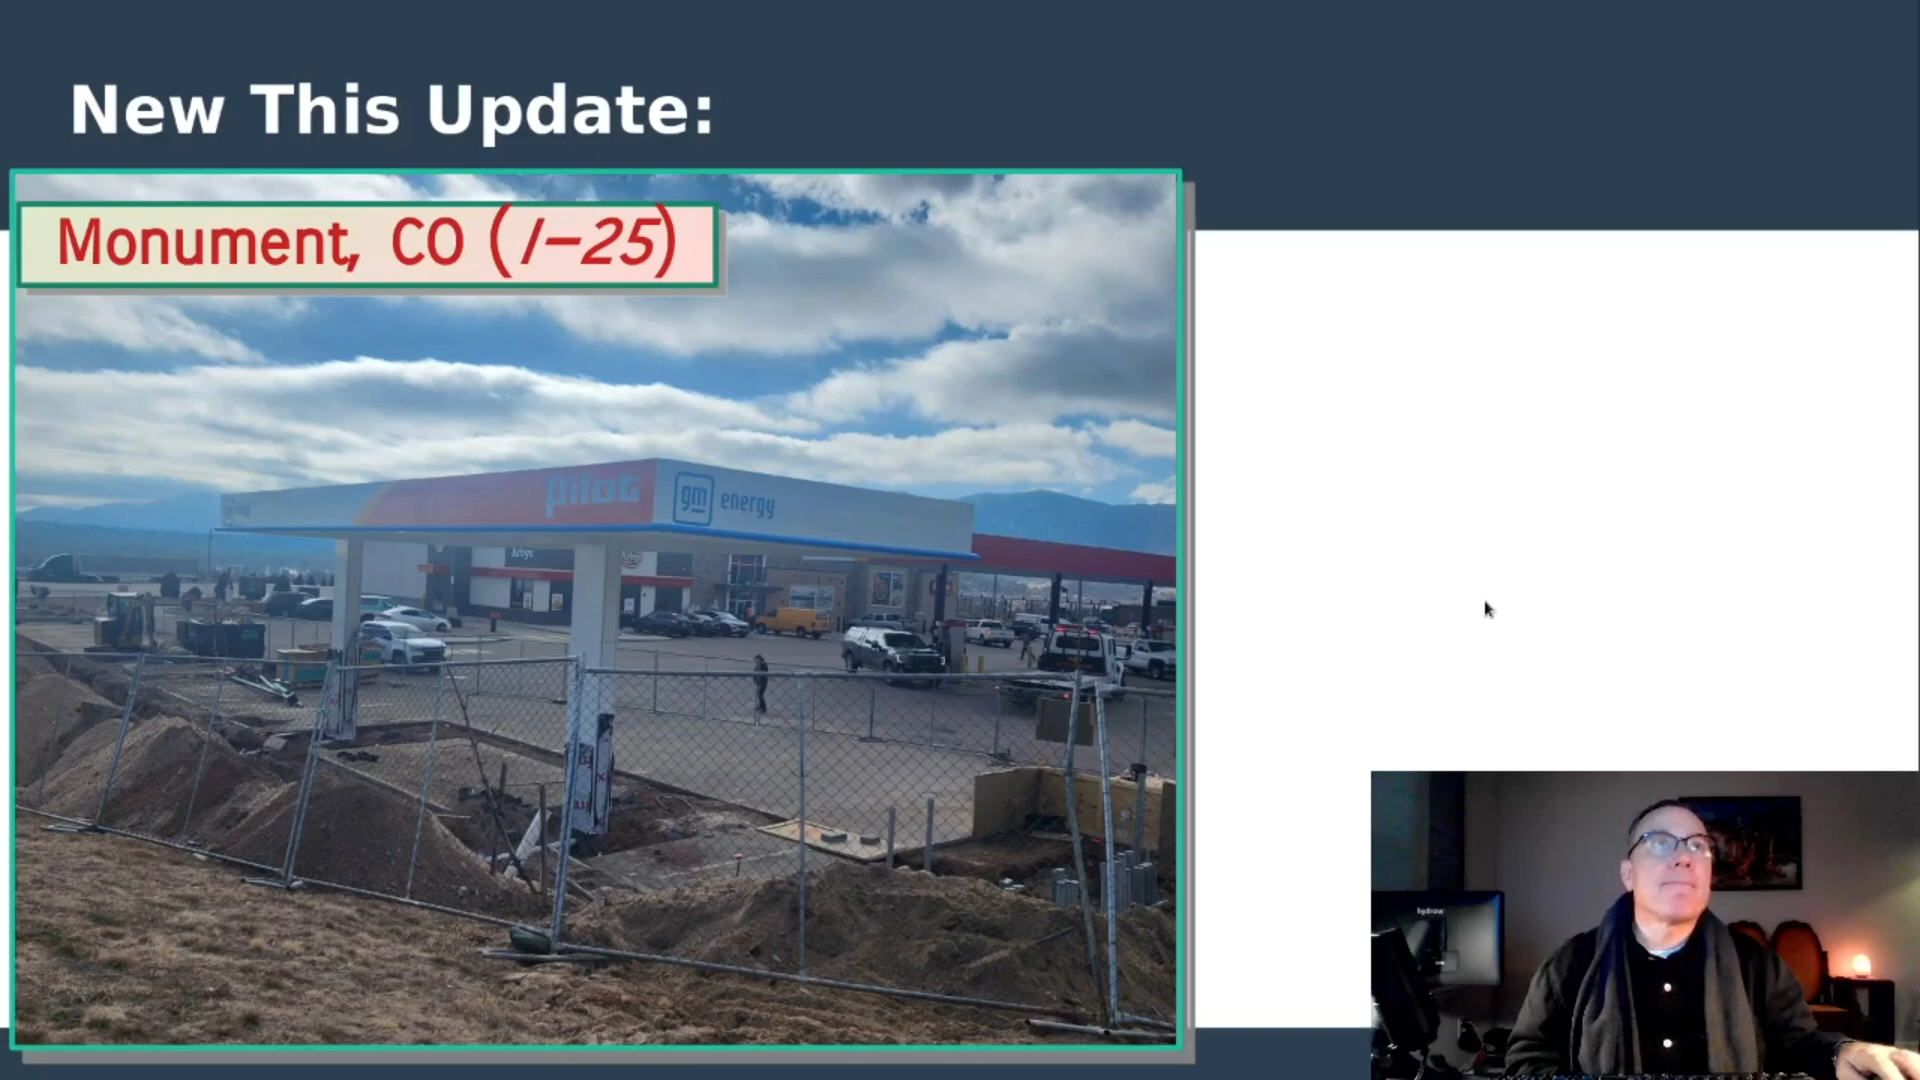 New This Update:
Monument, CO (I-25)
pilot
gm energy
Arbys